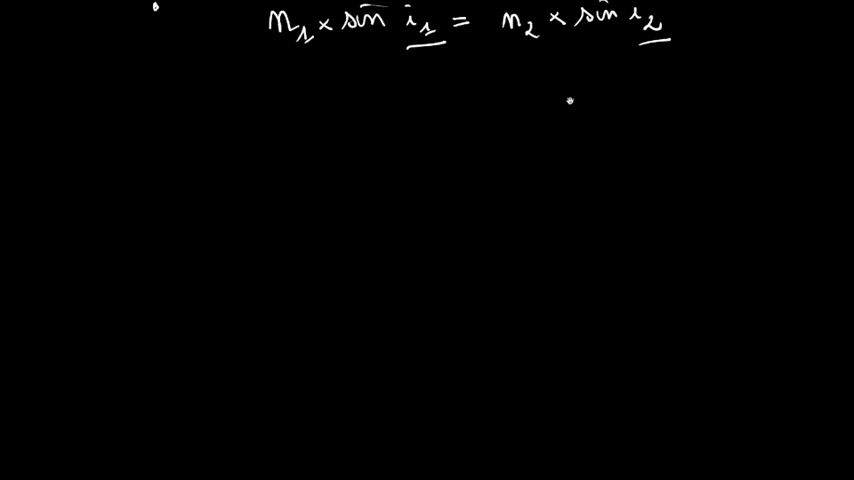 n₁ × sin i₁ = n₂ × sin i₂